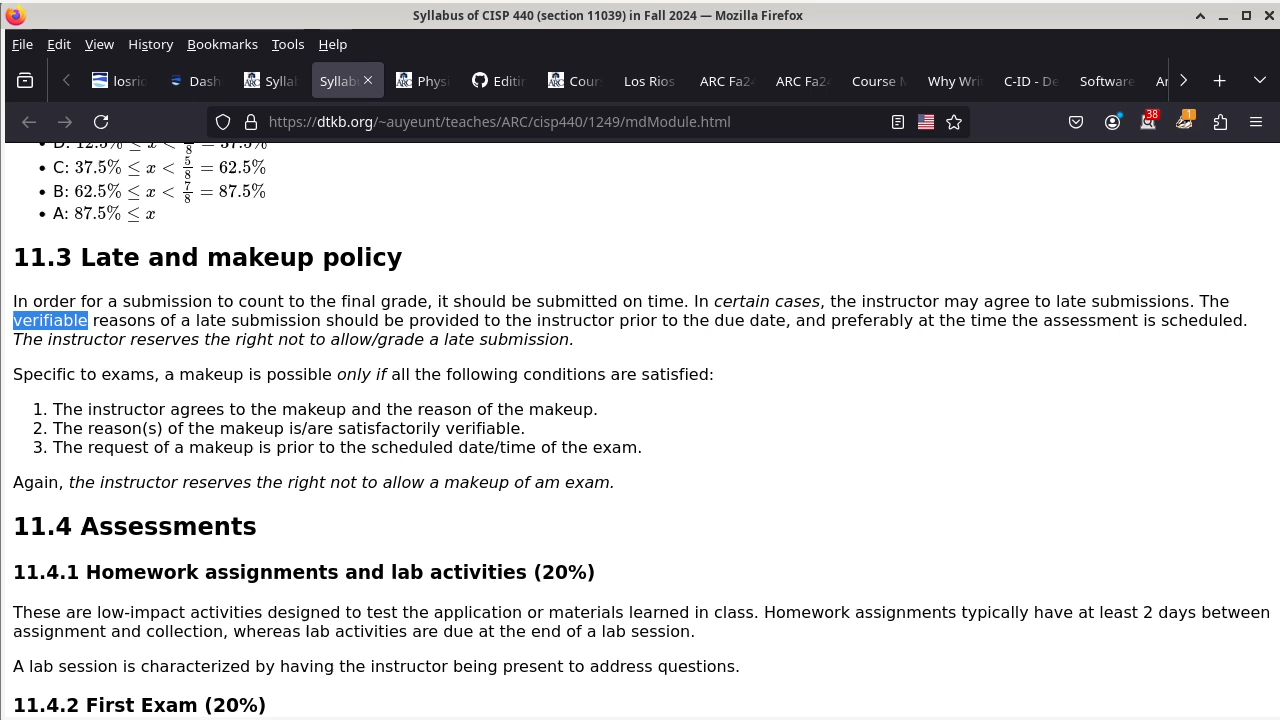 Syllabus of CISP 440 (section 11039) in Fall 2024 — Mozilla Firefox
File Edit View History Bookmarks Tools Help
losrio Dash Syllab Syllab Physi Editin Cour Los Rios ARC Fa24 ARC Fa24 Course M Why Writ C-ID - De Software Ar
https://dtkb.org/~auyeunt/teaches/ARC/cisp440/1249/mdModule.html 38 1
• D: 12.5% ≤ x < 3/8 = 37.5%
• C: 37.5% ≤ x < 5/8 = 62.5%
• B: 62.5% ≤ x < 7/8 = 87.5%
• A: 87.5% ≤ x
11.3 Late and makeup policy
In order for a submission to count to the final grade, it should be submitted on time. In certain cases, the instructor may agree to late submissions. The
verifiable reasons of a late submission should be provided to the instructor prior to the due date, and preferably at the time the assessment is scheduled.
The instructor reserves the right not to allow/grade a late submission.
Specific to exams, a makeup is possible only if all the following conditions are satisfied:
1. The instructor agrees to the makeup and the reason of the makeup.
2. The reason(s) of the makeup is/are satisfactorily verifiable.
3. The request of a makeup is prior to the scheduled date/time of the exam.
Again, the instructor reserves the right not to allow a makeup of am exam.
11.4 Assessments
11.4.1 Homework assignments and lab activities (20%)
These are low-impact activities designed to test the application or materials learned in class. Homework assignments typically have at least 2 days between
assignment and collection, whereas lab activities are due at the end of a lab session.
A lab session is characterized by having the instructor being present to address questions.
11.4.2 First Exam (20%)